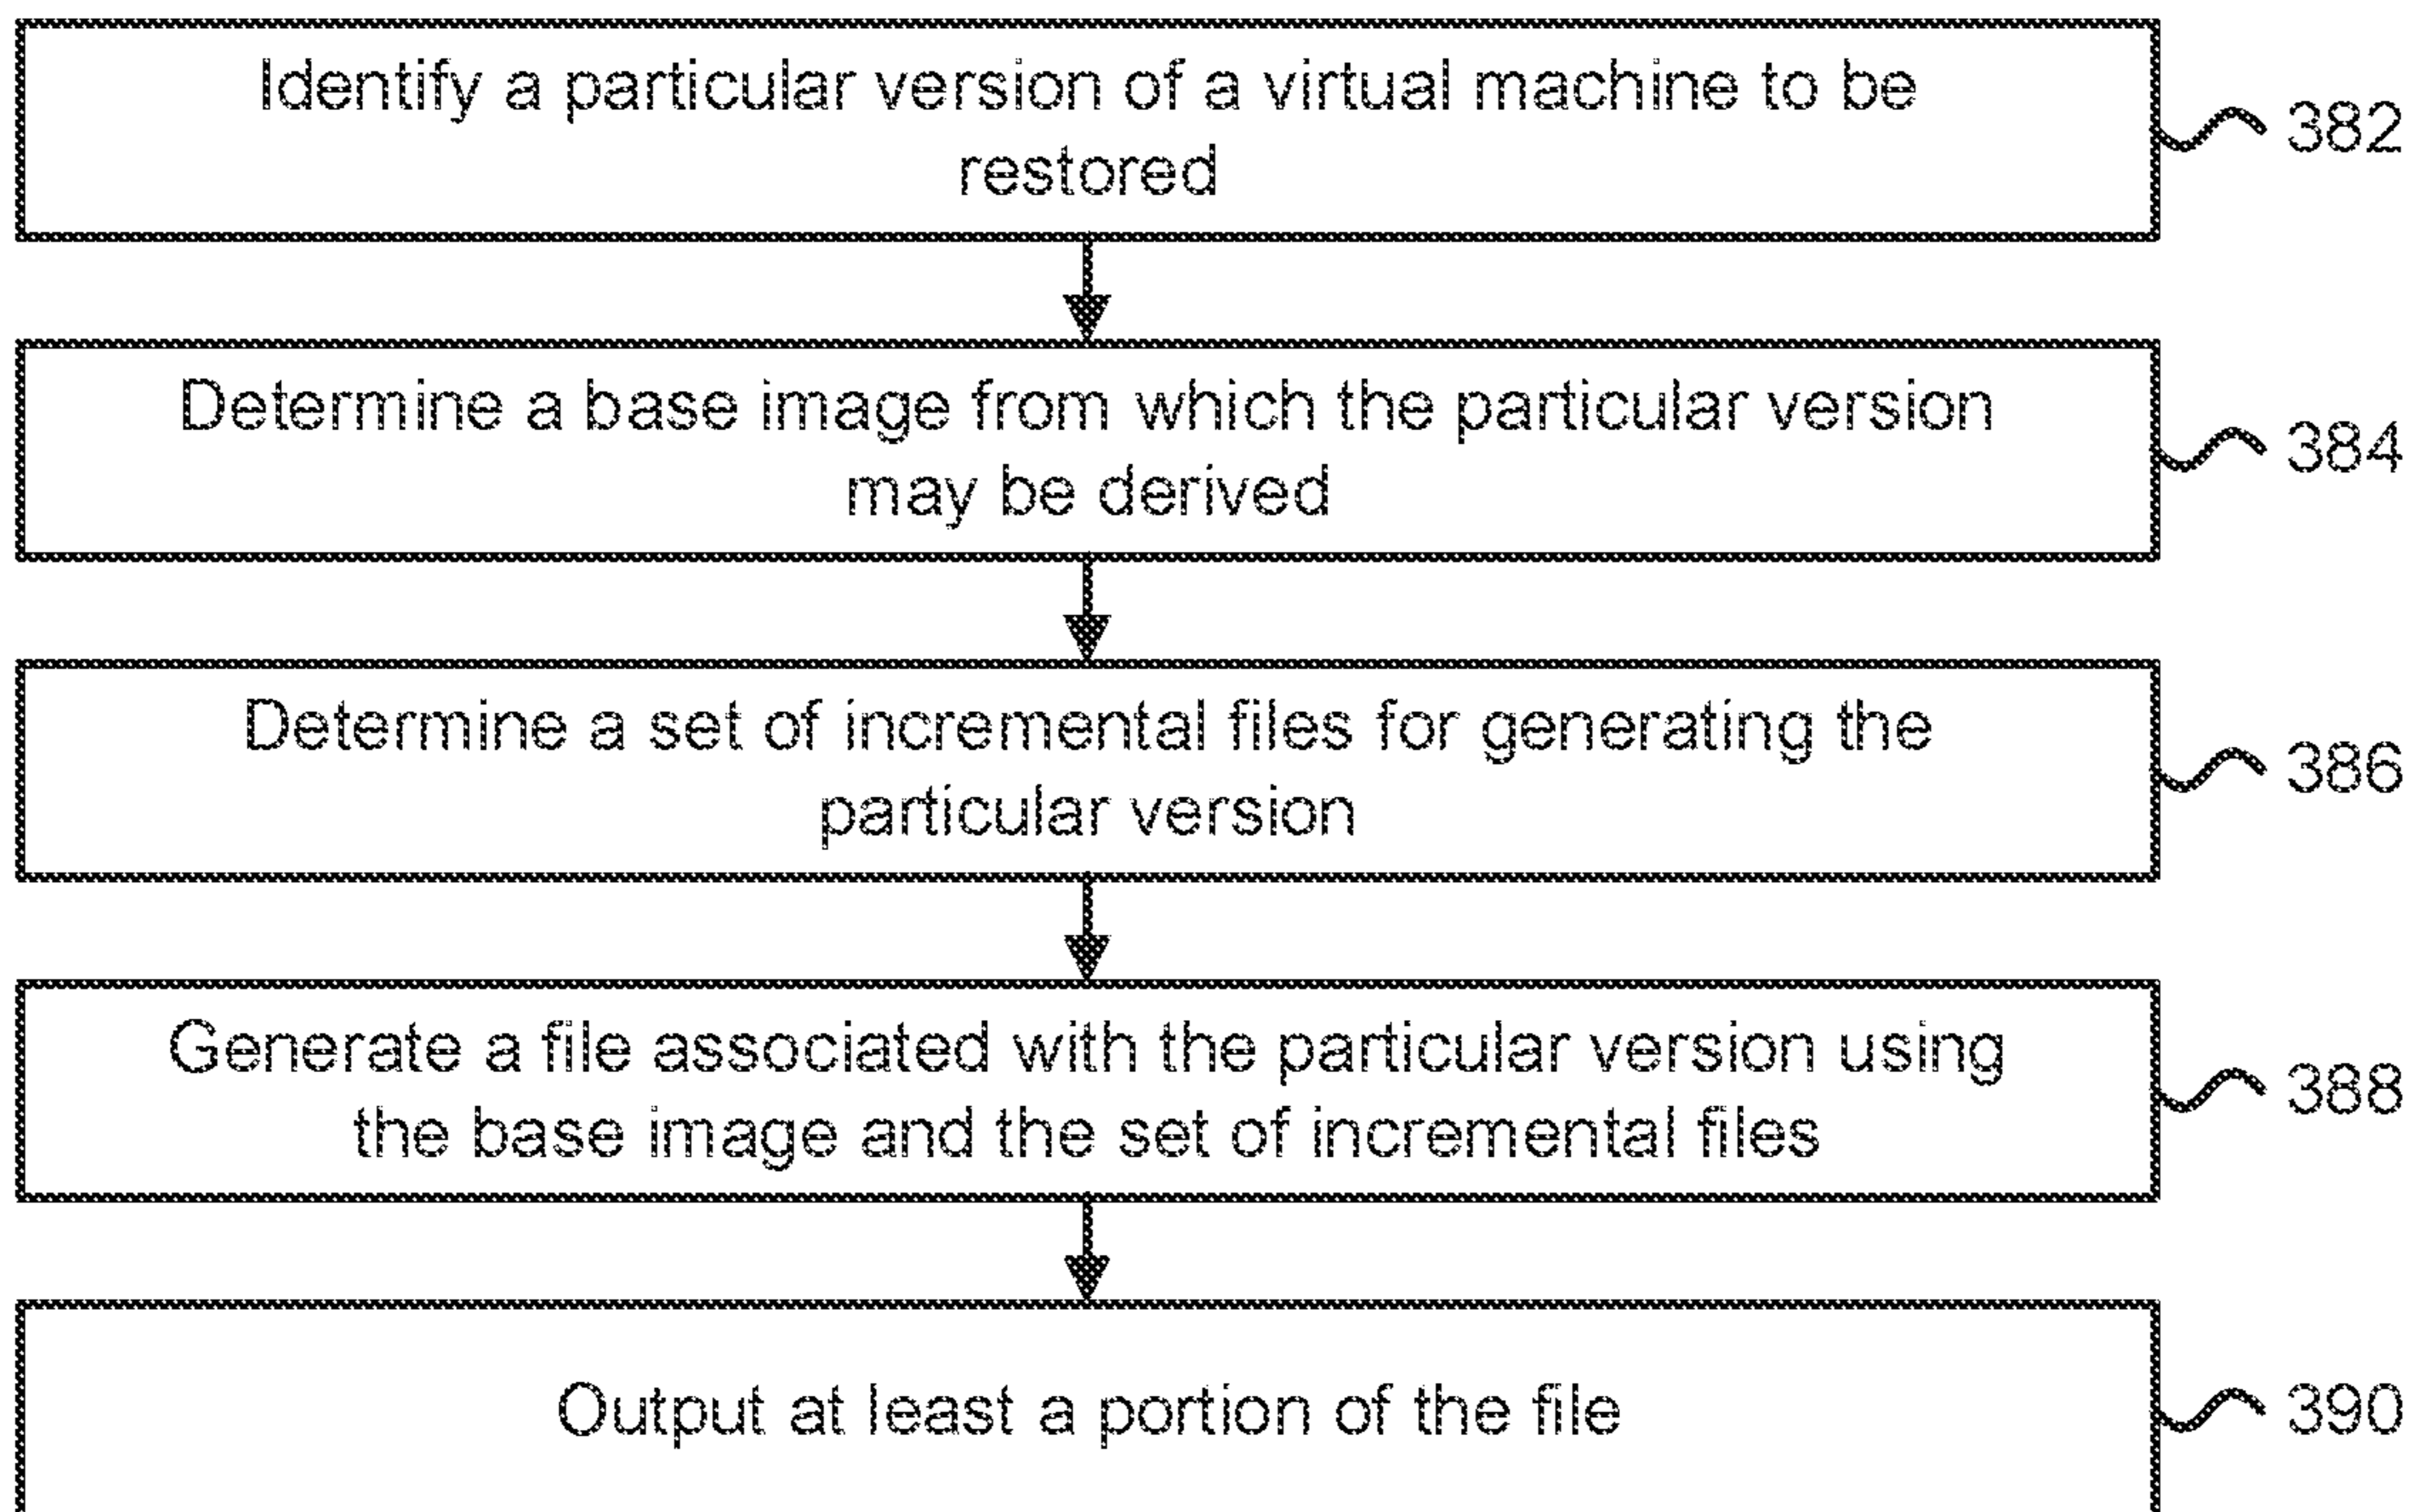 Identify a particular version of a virtual machine to be
restored
382
Determine a base image from which the particular version
may be derived
384
Determine a set of incremental files for generating the
particular version
386
Generate a file associated with the particular version using
the base image and the set of incremental files
388
Output at least a portion of the file
390